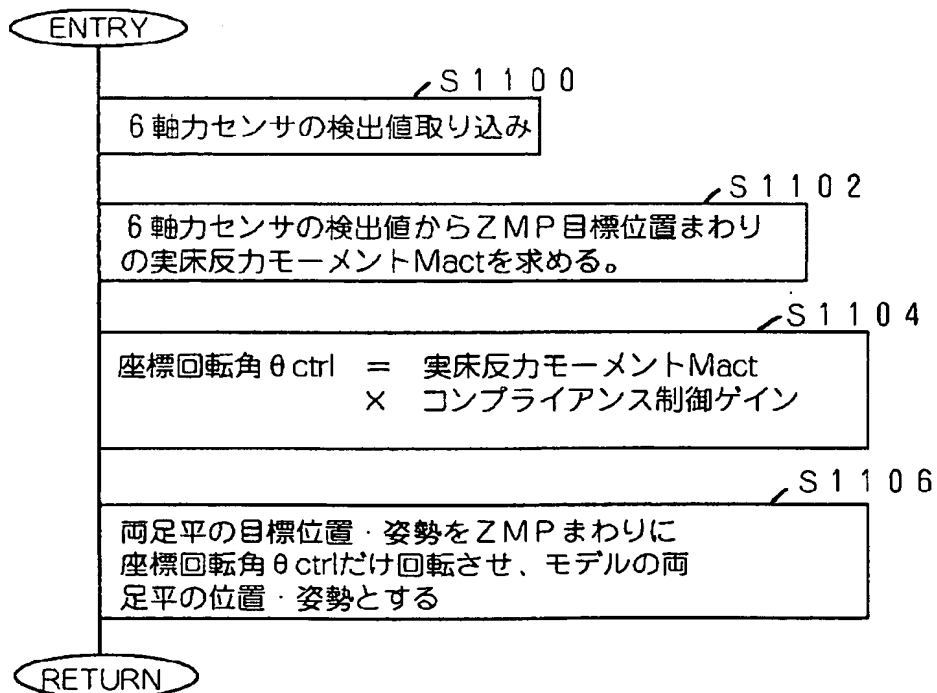 ENTRY
S1100
6軸力センサの検出値取り込み
S1102
6軸力センサの検出値からZMP目標位置まわり
の実床反力モーメントMactを求める。
S1104
座標回転角θctrl = 実床反力モーメントMact
× コンプライアンス制御ゲイン
S1106
両足平の目標位置・姿勢をZMPまわりに
座標回転角θctrlだけ回転させ、モデルの両
足平の位置・姿勢とする
RETURN